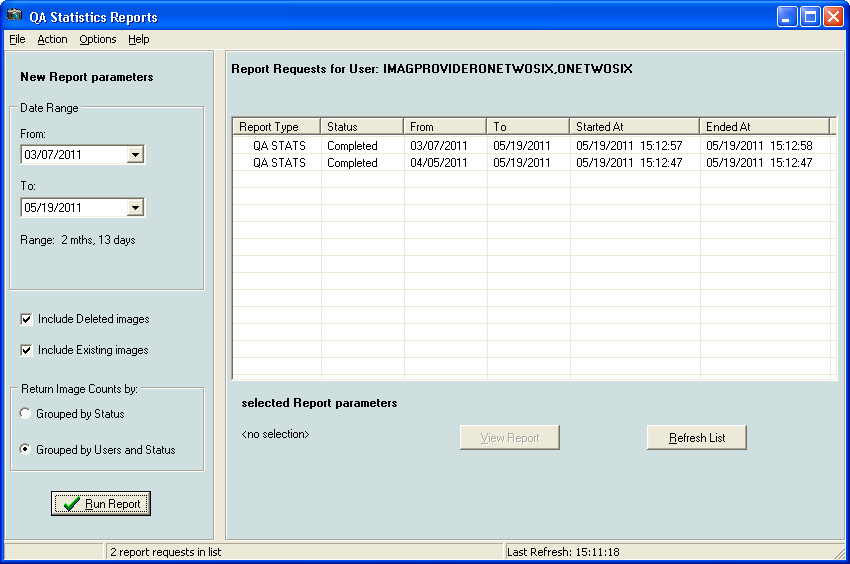 QA Statistics Reports
File Action Options Help
New Report parameters
Date Range
From:
03/07/2011
To:
05/19/2011
Range: 2 mths, 13 days
Include Deleted images
Include Existing images
Return Image Counts by:
Grouped by Status
Grouped by Users and Status
Run Report
Report Requests for User: IMAGPROVIDERONETWOSIX,ONETWOSIX
Report Type Status From To Started At Ended At
QA STATS Completed 03/07/2011 05/19/2011 05/19/2011 15:12:57 05/19/2011 15:12:58
QA STATS Completed 04/05/2011 05/19/2011 05/19/2011 15:12:47 05/19/2011 15:12:47
selected Report parameters
<no selection>
View Report
Refresh List
2 report requests in list
Last Refresh: 15:11:18